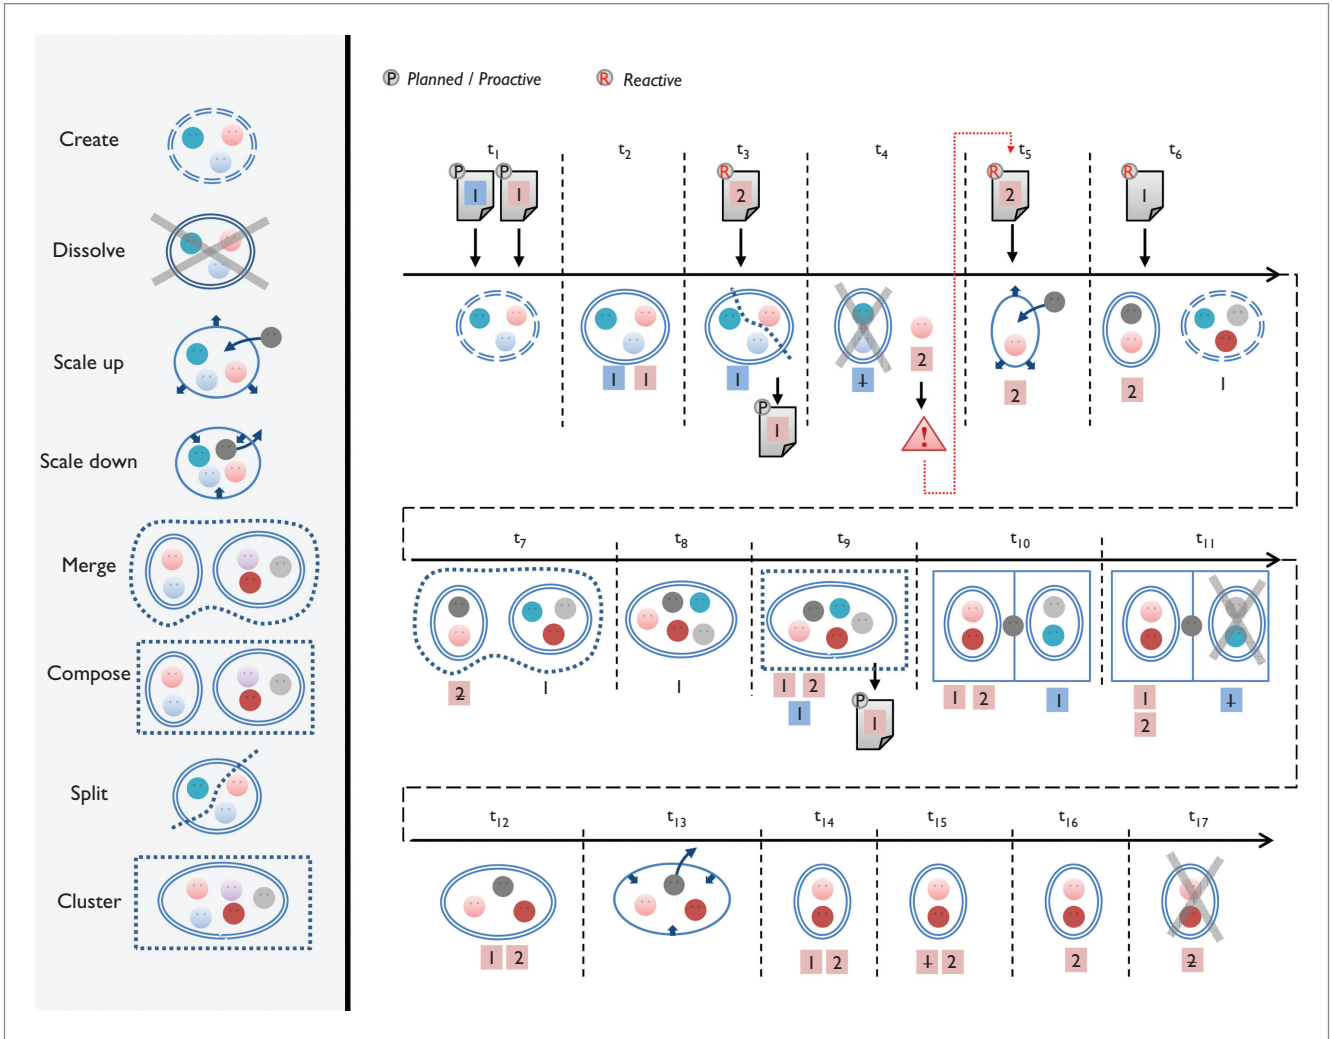 P Planned / Proactive R Reactive
Create
Dissolve
Scale up
Scale down
Merge
Compose
Split
Cluster
t1 t2 t3 t4 t5 t6
P P R R R
1 1 2 2 1
1 1 1 1 2 2 2 1
P
1
!
t7 t8 t9 t10 t11
2 1 1 1 2 1 2 1 1 1
1 2
P
1
t12 t13 t14 t15 t16 t17
1 2 1 2 1 2 2 2